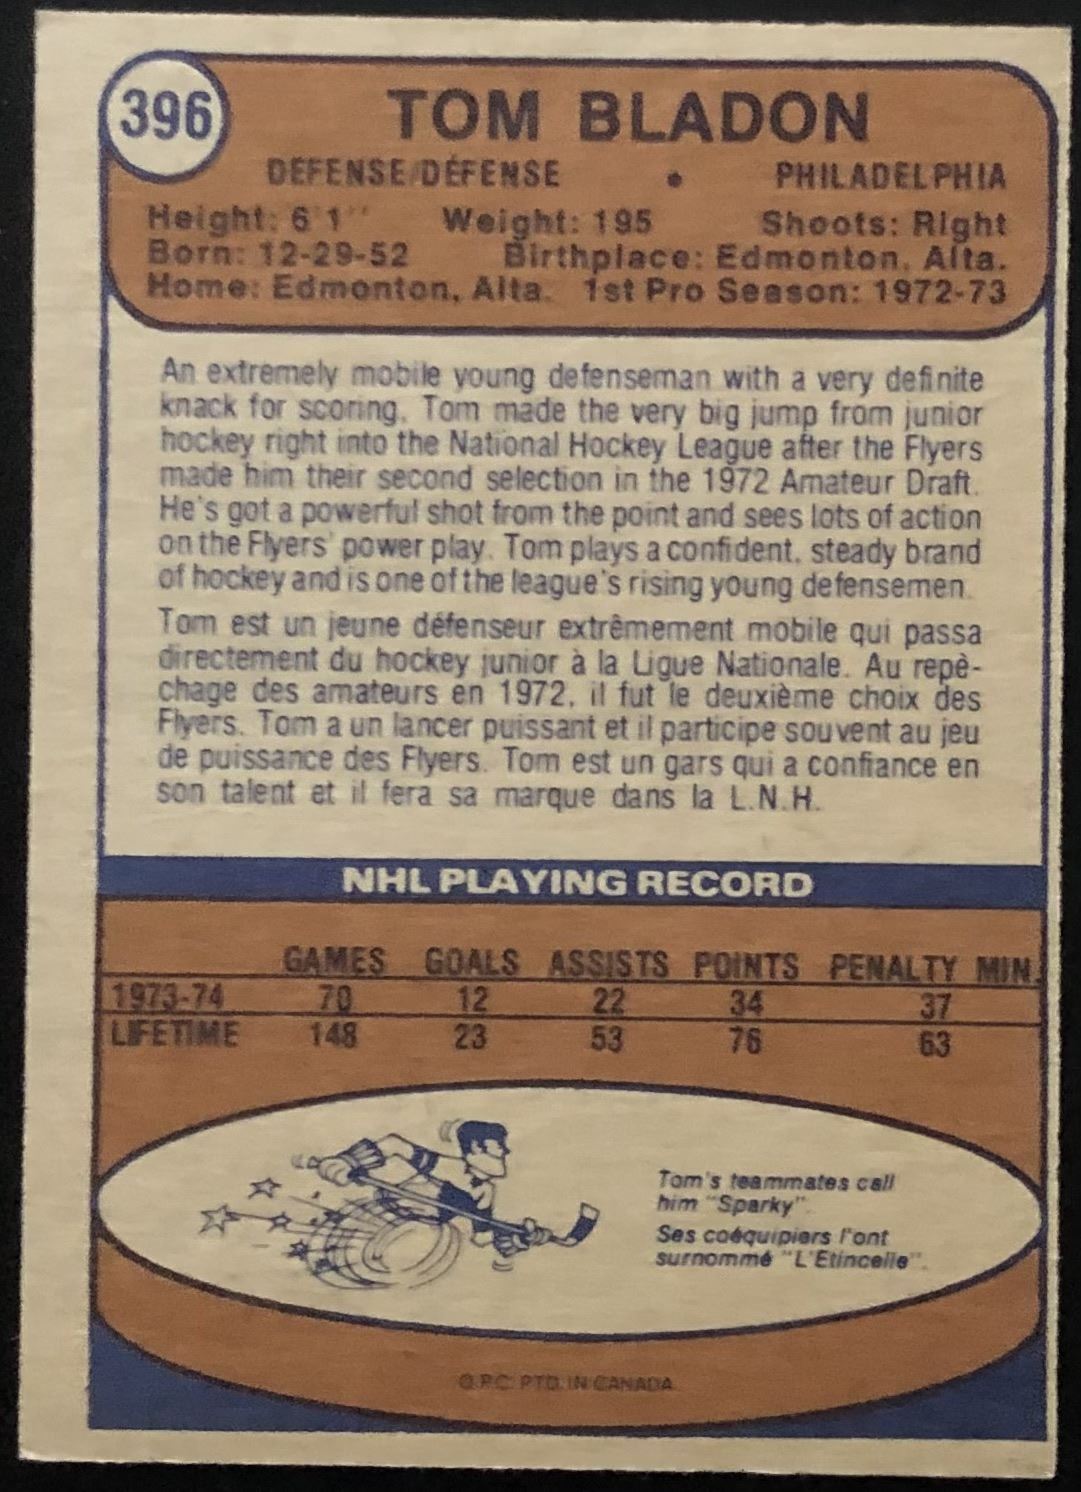 396
TOM BLADON
DEFENSE/DÉFENSE • PHILADELPHIA
Height: 6'1" Weight: 195 Shoots: Right
Born: 12-29-52 Birthplace: Edmonton, Alta.
Home: Edmonton, Alta. 1st Pro Season: 1972-73
An extremely mobile young defenseman with a very definite
knack for scoring, Tom made the very big jump from junior
hockey right into the National Hockey League after the Flyers
made him their second selection in the 1972 Amateur Draft.
He's got a powerful shot from the point and sees lots of action
on the Flyers' power play. Tom plays a confident, steady brand
of hockey and is one of the league's rising young defensemen.
Tom est un jeune défenseur extrêmement mobile qui passa
directement du hockey junior à la Ligue Nationale. Au repê-
chage des amateurs en 1972, il fut le deuxième choix des
Flyers. Tom a un lancer puissant et il participe souvent au jeu
de puissance des Flyers. Tom est un gars qui a confiance en
son talent et il fera sa marque dans la L.N.H.
NHL PLAYING RECORD
GAMES GOALS ASSISTS POINTS PENALTY MIN.
1973-74 70 12 22 34 37
LIFETIME 148 23 53 76 63
Tom's teammates call
him "Sparky".
Ses coéquipiers l'ont
surnommé "L'Etincelle".
O.P.C. PTD. IN CANADA